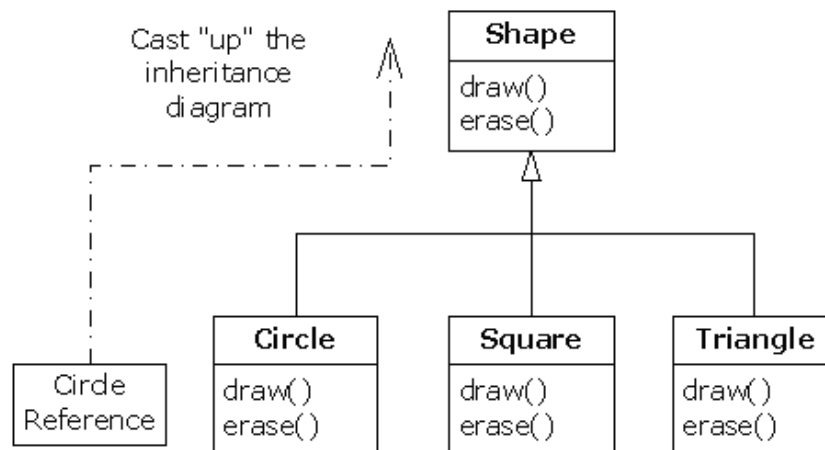 Cast "up" the
inheritance
diagram
Shape
draw()
erase()
Circle
draw()
erase()
Square
draw()
erase()
Triangle
draw()
erase()
Circle
Reference